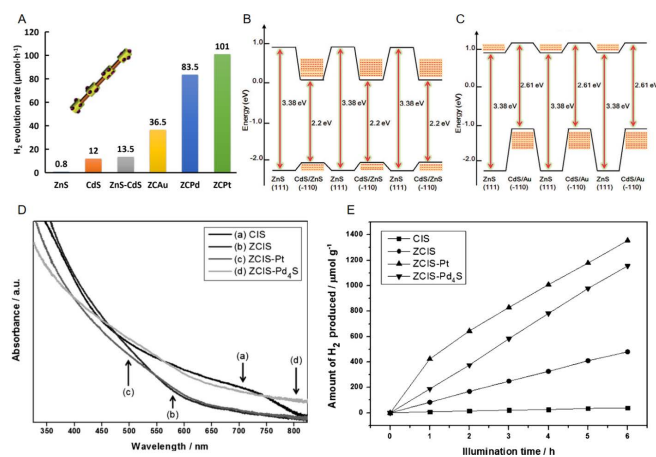 A
H2 evolution rate (μmol·h-1)
120
100
80
60
40
20
0
0.8
12
13.5
36.5
83.5
101
ZnS
CdS
ZnS-CdS
ZCAu
ZCPd
ZCPt
B
Energy (eV)
1.0
0.0
-2.0
3.38 eV
2.2 eV
3.38 eV
2.2 eV
3.38 eV
2.2 eV
ZnS CdS/ZnS ZnS CdS/ZnS ZnS CdS/ZnS
(111) (-110) (111) (-110) (111) (-110)
C
Energy (eV)
1.0
0.0
-1.0
-2.0
2.61 eV
2.61 eV
2.61 eV
3.38 eV
3.38 eV
3.38 eV
ZnS CdS/Au ZnS CdS/Au ZnS CdS/Au
(111) (-110) (111) (-110) (111) (-110)
D
Absorbance / a.u.
(a) CIS
(b) ZCIS
(c) ZCIS-Pt
(d) ZCIS-Pd4S
(a)
(d)
(c)
(b)
350 400 450 500 550 600 650 700 750 800
Wavelength / nm
E
Amount of H2 produced / μmol g-1
CIS
ZCIS
ZCIS-Pt
ZCIS-Pd4S
1400
1200
1000
800
600
400
200
0
0 1 2 3 4 5 6
Illumination time / h